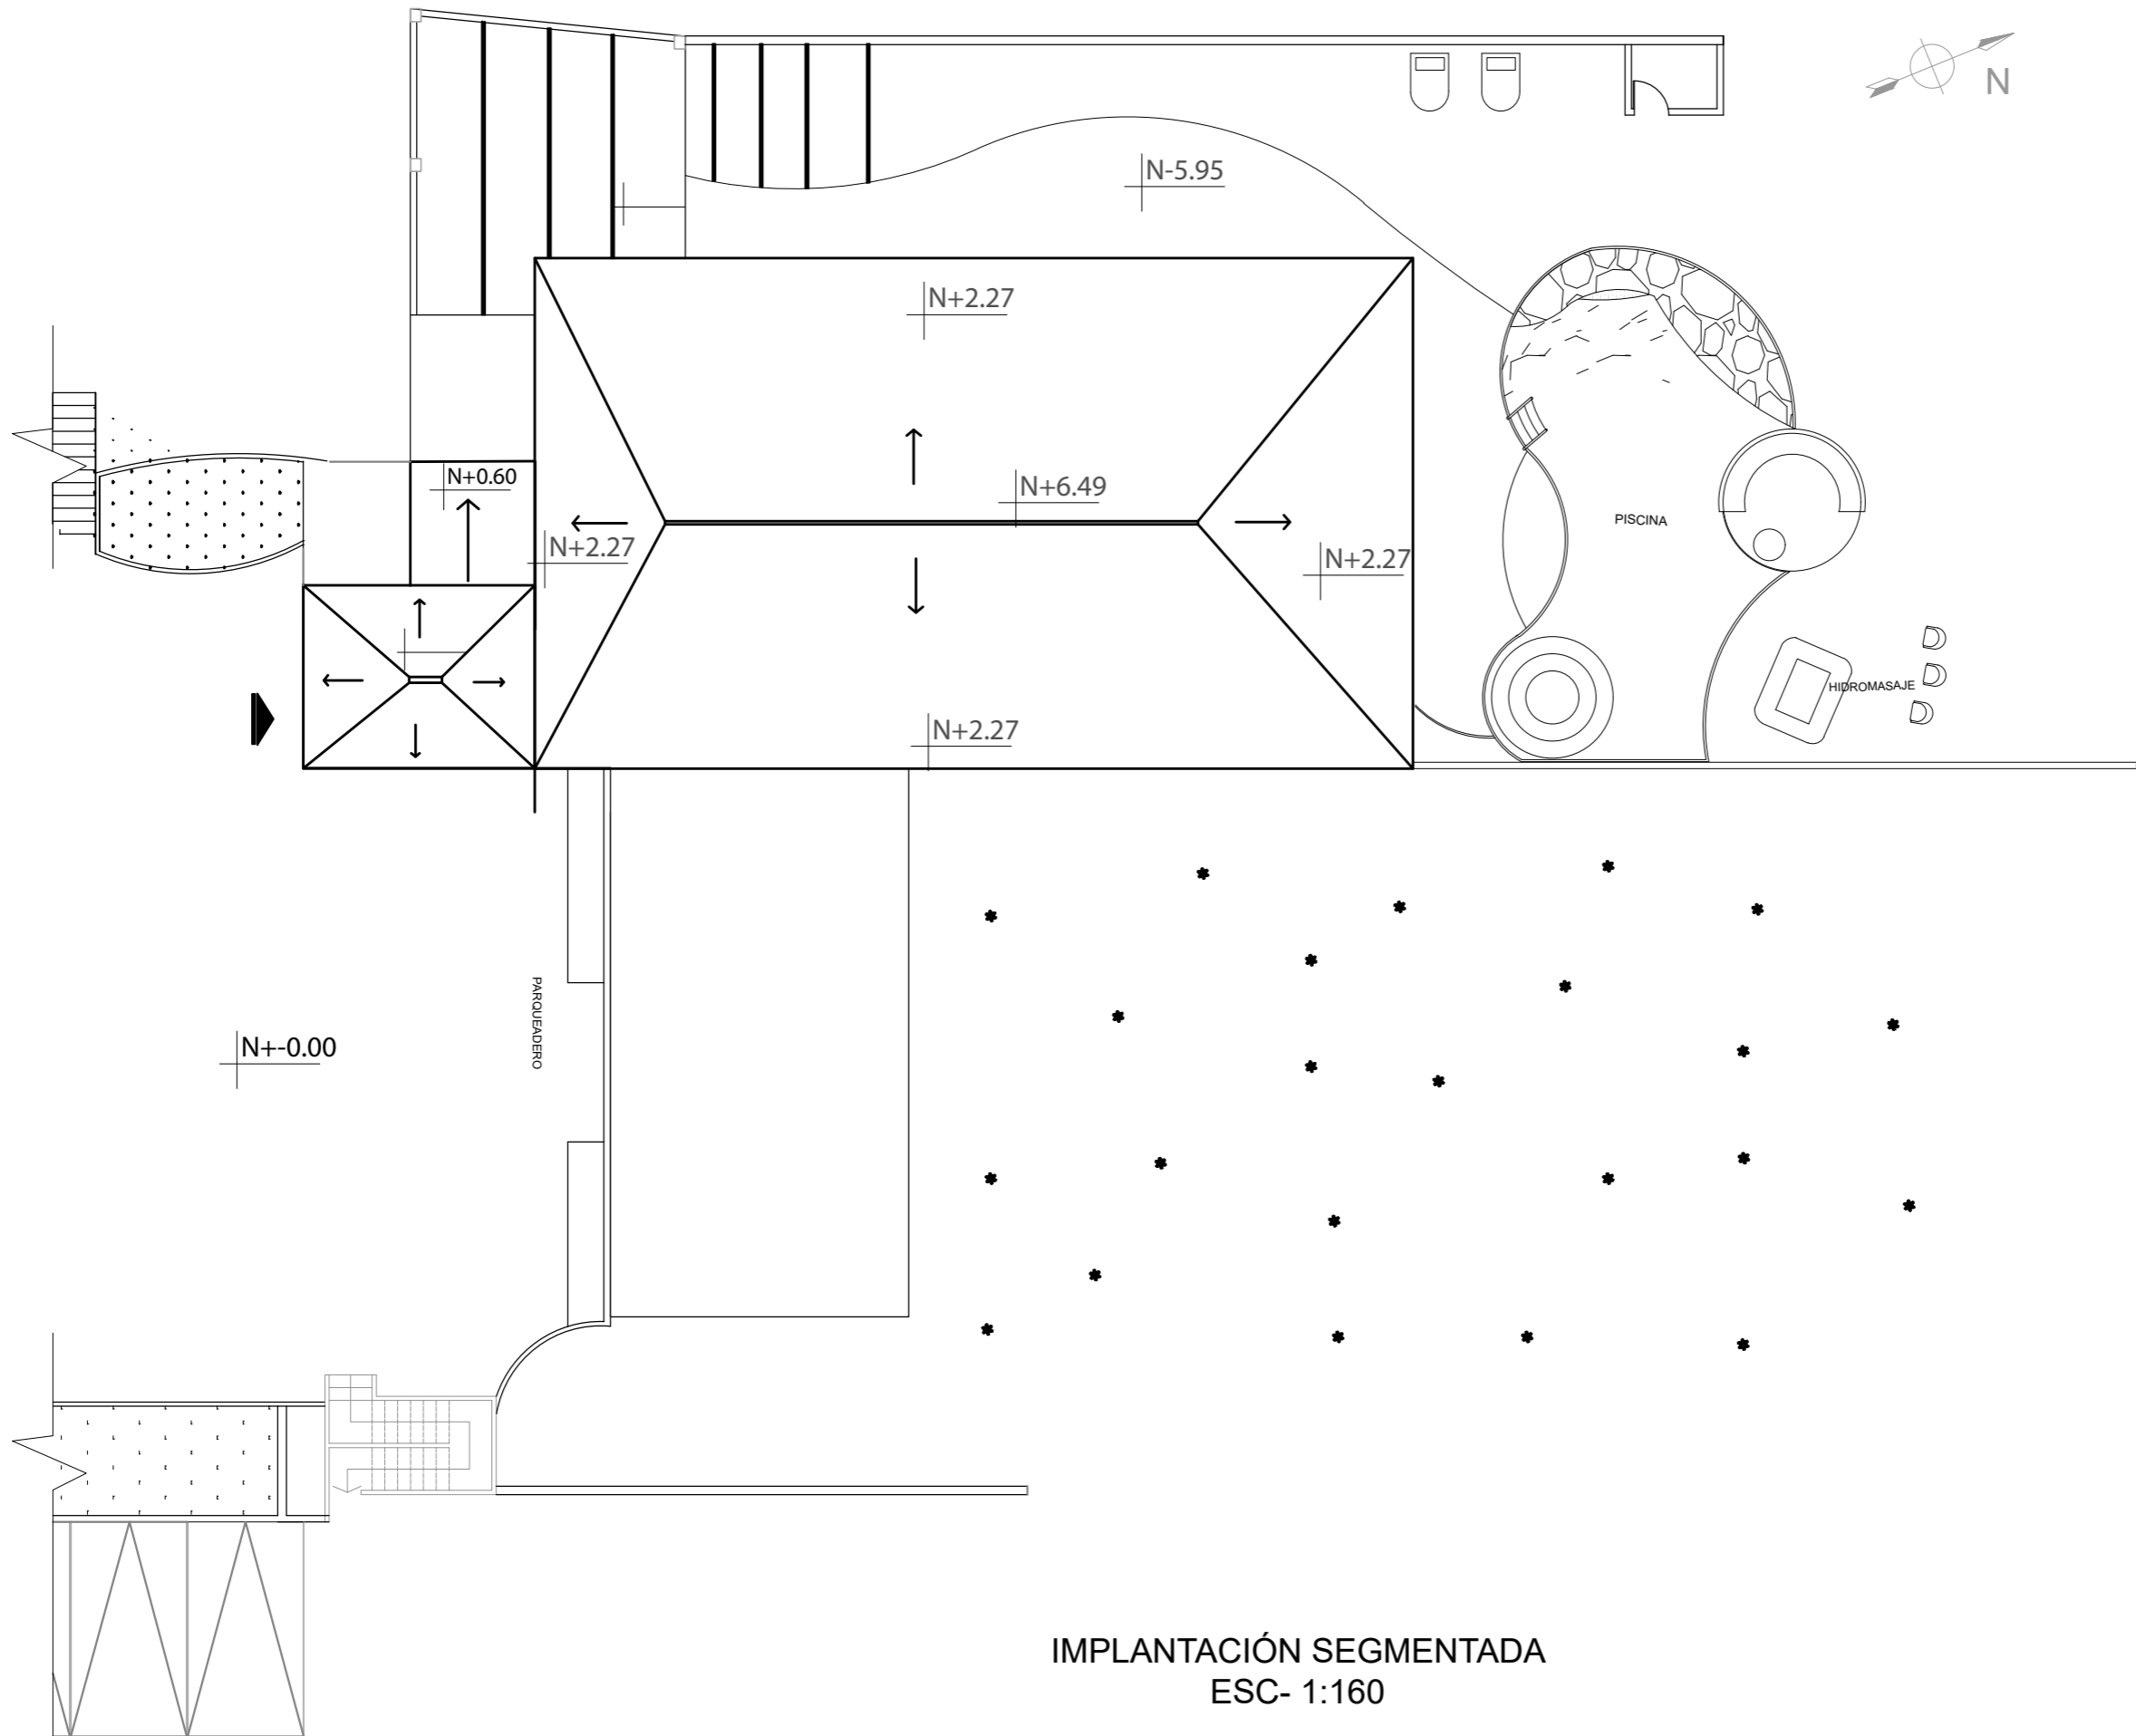 N
N-5.95
N+2.27
N+0.60
N+6.49
N+2.27
N+2.27
PISCINA
HIDROMASAJE
N+2.27
PARQUEADERO
N+-0.00
IMPLANTACIÓN SEGMENTADA
ESC- 1:160